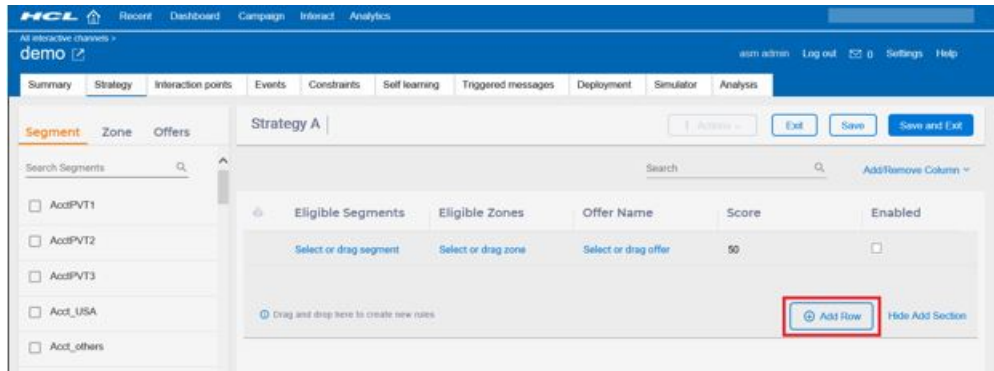 HCL Recent Dashboard Campaign Interact Analytics
All interactive channels >
demo
asm admin Log out 0 Settings Help
Summary Strategy Interaction points Events Constraints Self learning Triggered messages Deployment Simulator Analysis
Segment Zone Offers
Strategy A
Actions
Exit
Save
Save and Exit
Search Segments
Search
Add/Remove Column
AcctPVT1
AcctPVT2
AcctPVT3
Acct_USA
Acct_others
Eligible Segments Eligible Zones Offer Name Score Enabled
Select or drag segment Select or drag zone Select or drag offer 50
Drag and drop here to create new rules
Add Row
Hide Add Section